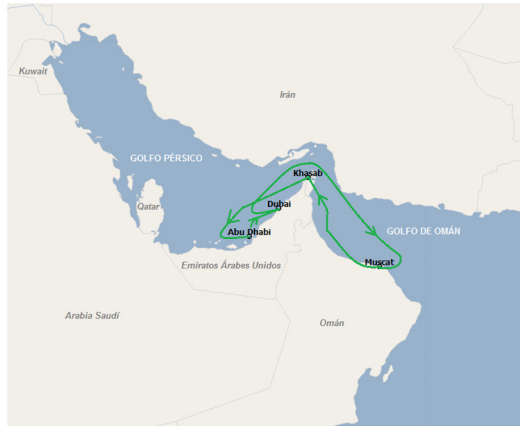 Kuwait
Irán
GOLFO PÉRSICO
Khasab
Qatar
Dubai
Abu Dhabi
GOLFO DE OMÁN
Emiratos Árabes Unidos
Muscat
Arabia Saudí
Omán